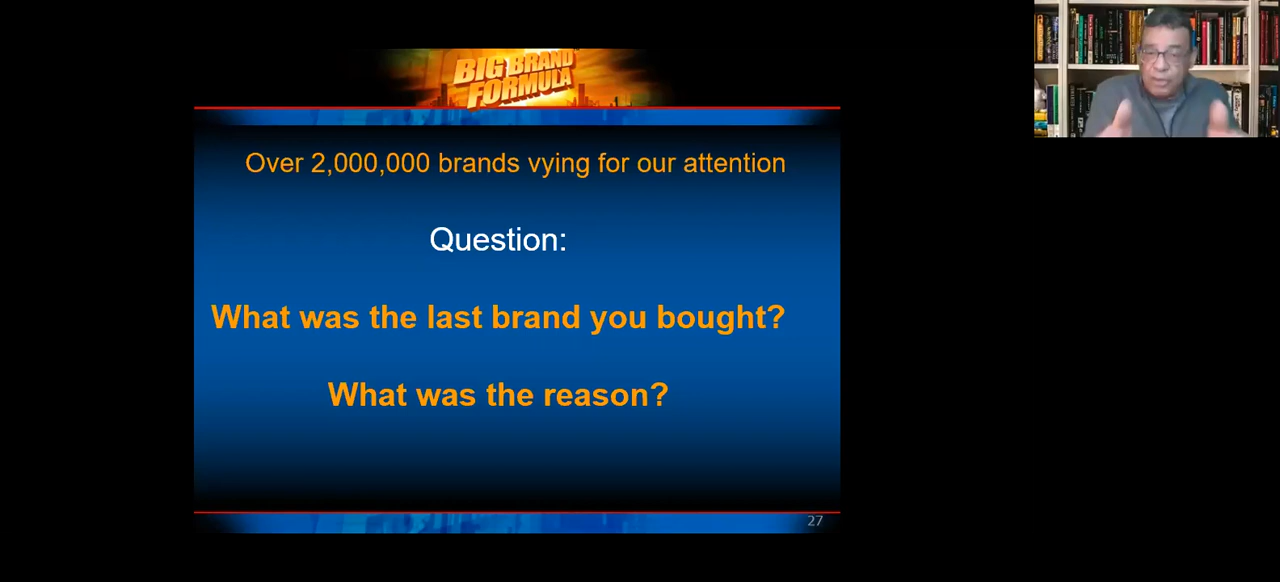 BIG BRAND
FORMULA
Over 2,000,000 brands vying for our attention
Question:
What was the last brand you bought?
What was the reason?
27